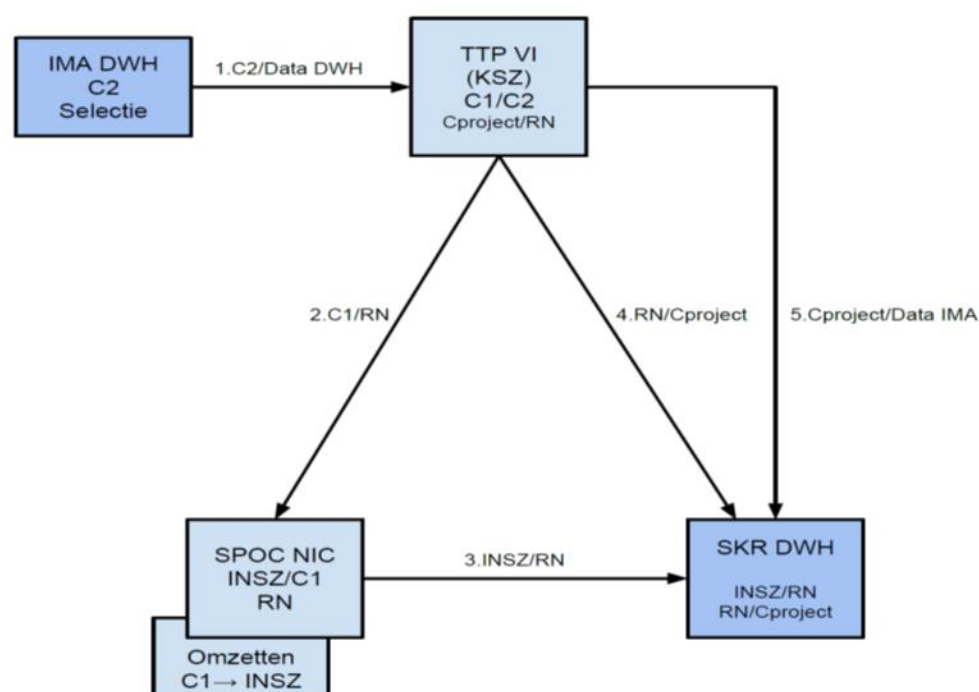 IMA DWH
C2
Selectie
1.C2/Data DWH
TTP VI
(KSZ)
C1/C2
Cproject/RN
2.C1/RN
4.RN/Cproject
5.Cproject/Data IMA
SPOC NIC
INSZ/C1
RN
3.INSZ/RN
SKR DWH
INSZ/RN
RN/Cproject
Omzetten
C1→ INSZ